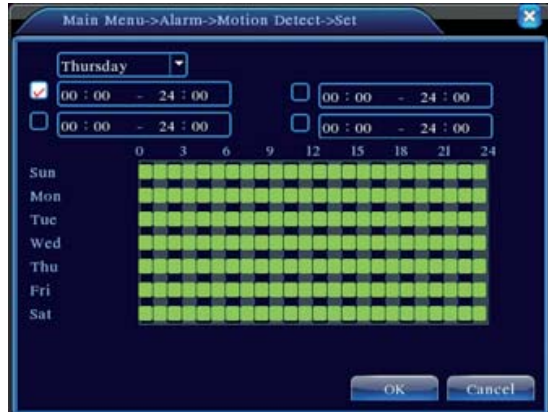 Main Menu->Alarm->Motion Detect->Set
Thursday
00 : 00 - 24 : 00 00 : 00 - 24 : 00
00 : 00 - 24 : 00 00 : 00 - 24 : 00
0 3 6 9 12 15 18 21 24
Sun
Mon
Tue
Wed
Thu
Fri
Sat
OK Cancel